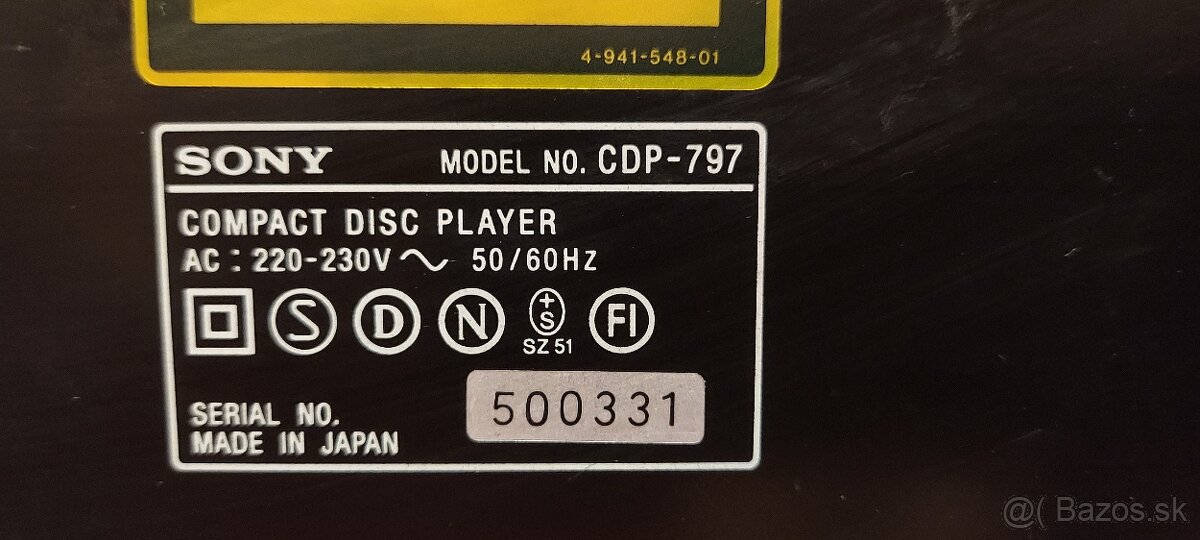 4-941-548-01
SONY MODEL NO. CDP-797
COMPACT DISC PLAYER
AC : 220-230V ~ 50/60Hz
S D N +S FI
SZ 51
SERIAL NO. 500331
MADE IN JAPAN
@( Bazos.sk